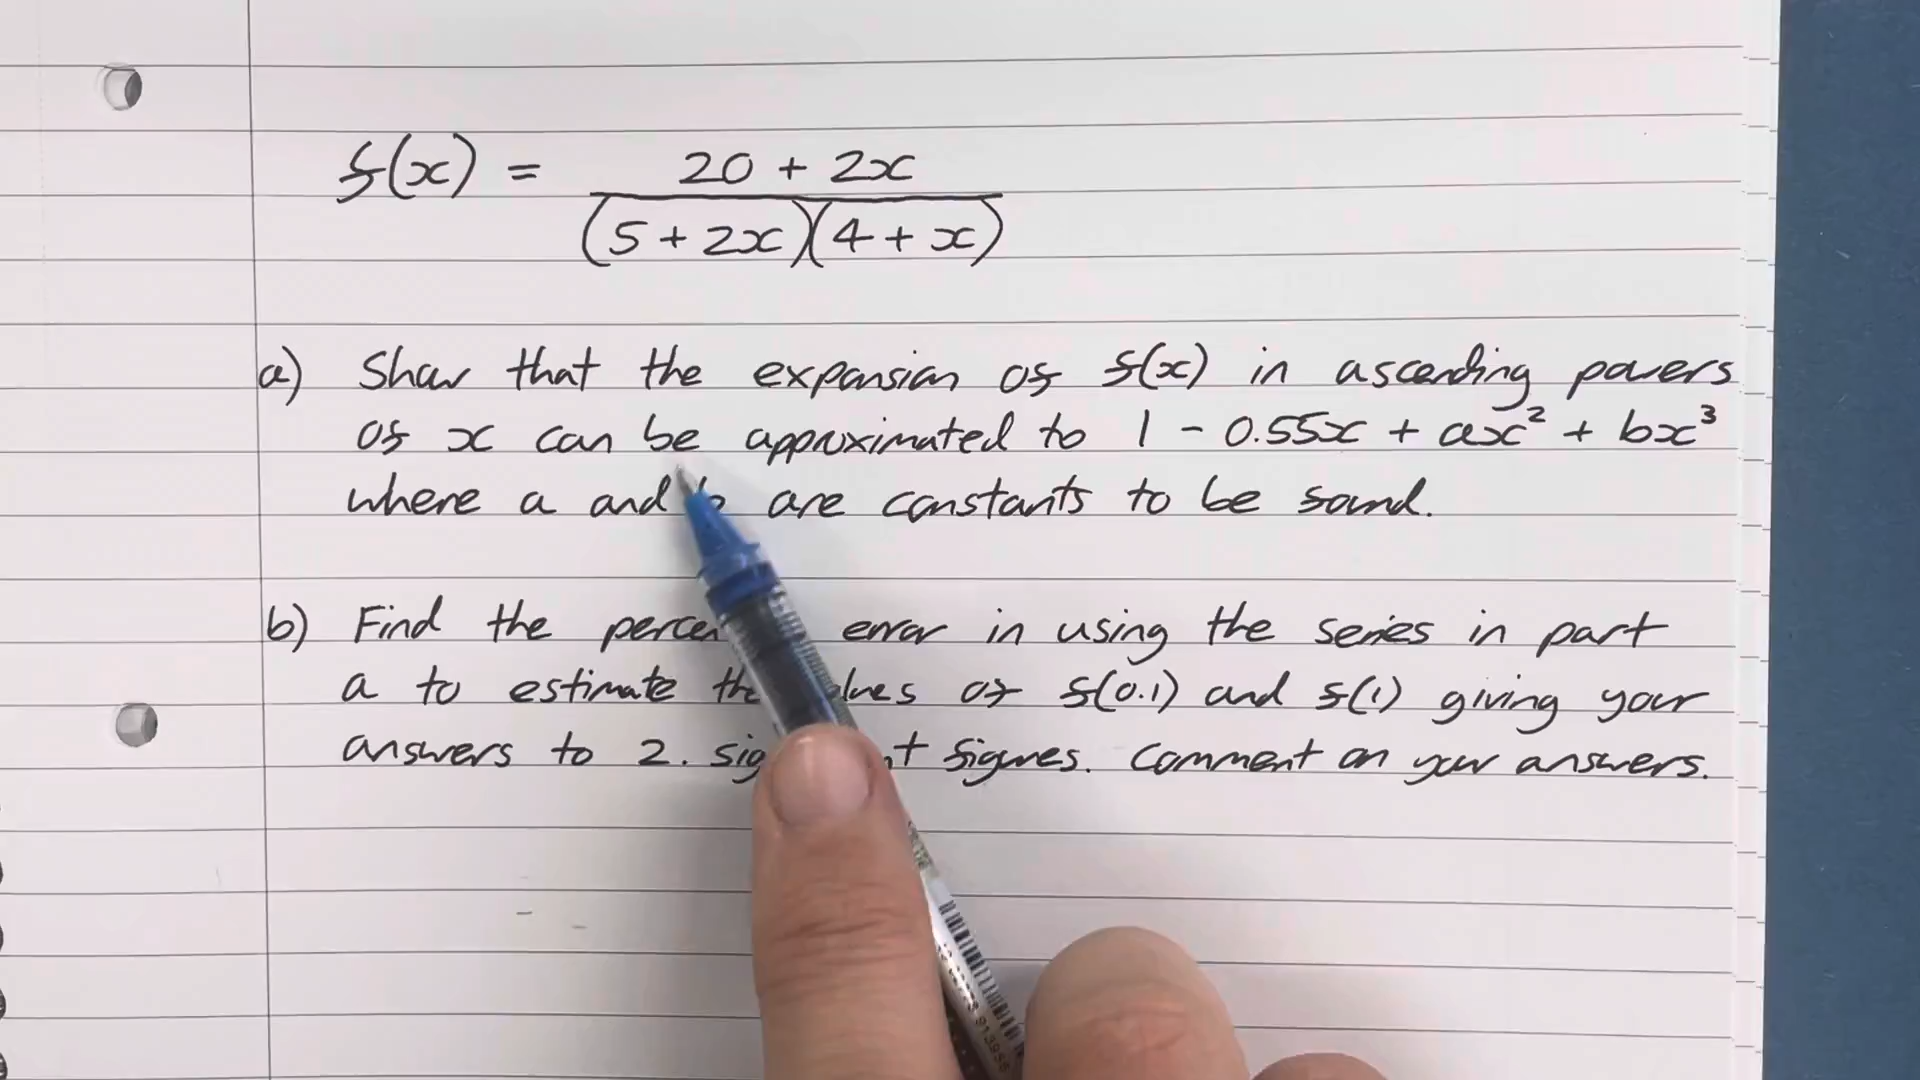 f(x) = 20 + 2x / (5 + 2x)(4 + x)
a) Show that the expansion of f(x) in ascending powers
of x can be approximated to 1 - 0.55x + ax² + bx³
where a and b are constants to be found.
b) Find the error in using the series in part
a to estimate the values of f(0.1) and f(1) giving your
answers to 2. figures. Comment on your answers.